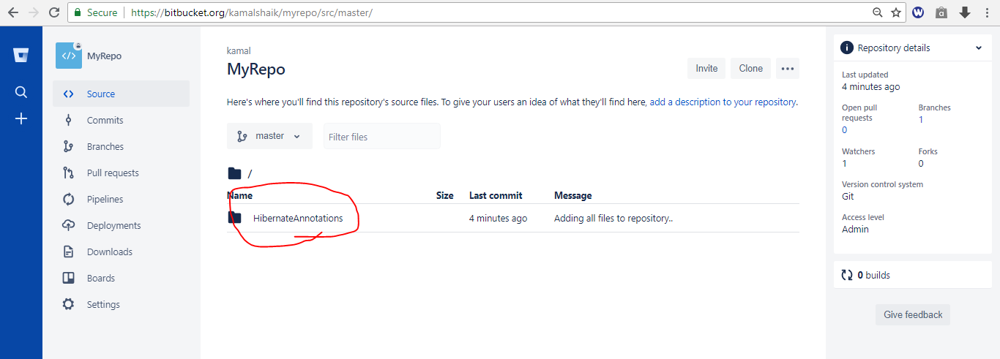 Secure https://bitbucket.org/kamalshaik/myrepo/src/master/
MyRepo
Source
Commits
Branches
Pull requests
Pipelines
Deployments
Downloads
Boards
Settings
kamal
MyRepo
Invite Clone
Here's where you'll find this repository's source files. To give your users an idea of what they'll find here, add a description to your repository.
master Filter files
/
Name Size Last commit Message
HibernateAnnotations 4 minutes ago Adding all files to repository..
Repository details
Last updated
4 minutes ago
Open pull
requests
0
Branches
1
Watchers
1
Forks
0
Version control system
Git
Access level
Admin
0 builds
Give feedback